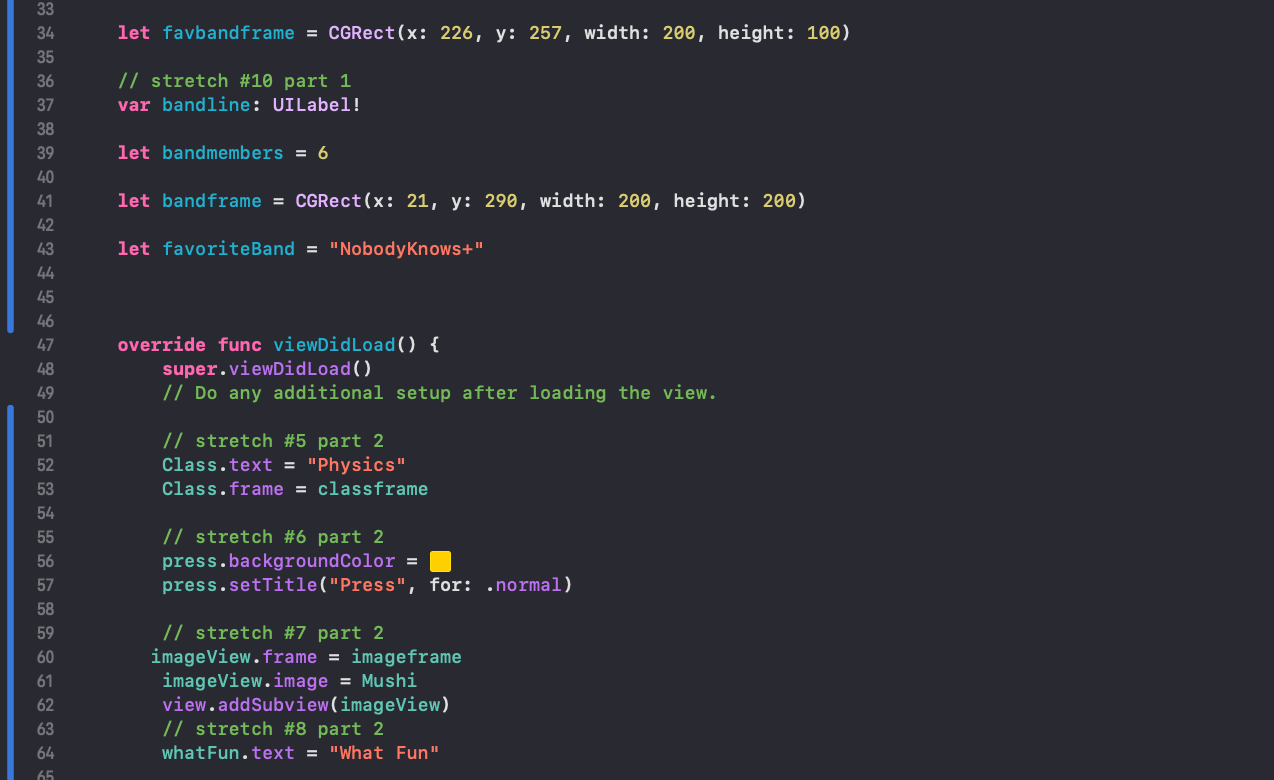 33
34 let favbandframe = CGRect(x: 226, y: 257, width: 200, height: 100)
35
36 // stretch #10 part 1
37 var bandline: UILabel!
38
39 let bandmembers = 6
40
41 let bandframe = CGRect(x: 21, y: 290, width: 200, height: 200)
42
43 let favoriteBand = "NobodyKnows+"
44
45
46
47 override func viewDidLoad() {
48 super.viewDidLoad()
49 // Do any additional setup after loading the view.
50
51 // stretch #5 part 2
52 Class.text = "Physics"
53 Class.frame = classframe
54
55 // stretch #6 part 2
56 press.backgroundColor =
57 press.setTitle("Press", for: .normal)
58
59 // stretch #7 part 2
60 imageView.frame = imageframe
61 imageView.image = Mushi
62 view.addSubview(imageView)
63 // stretch #8 part 2
64 whatFun.text = "What Fun"
65